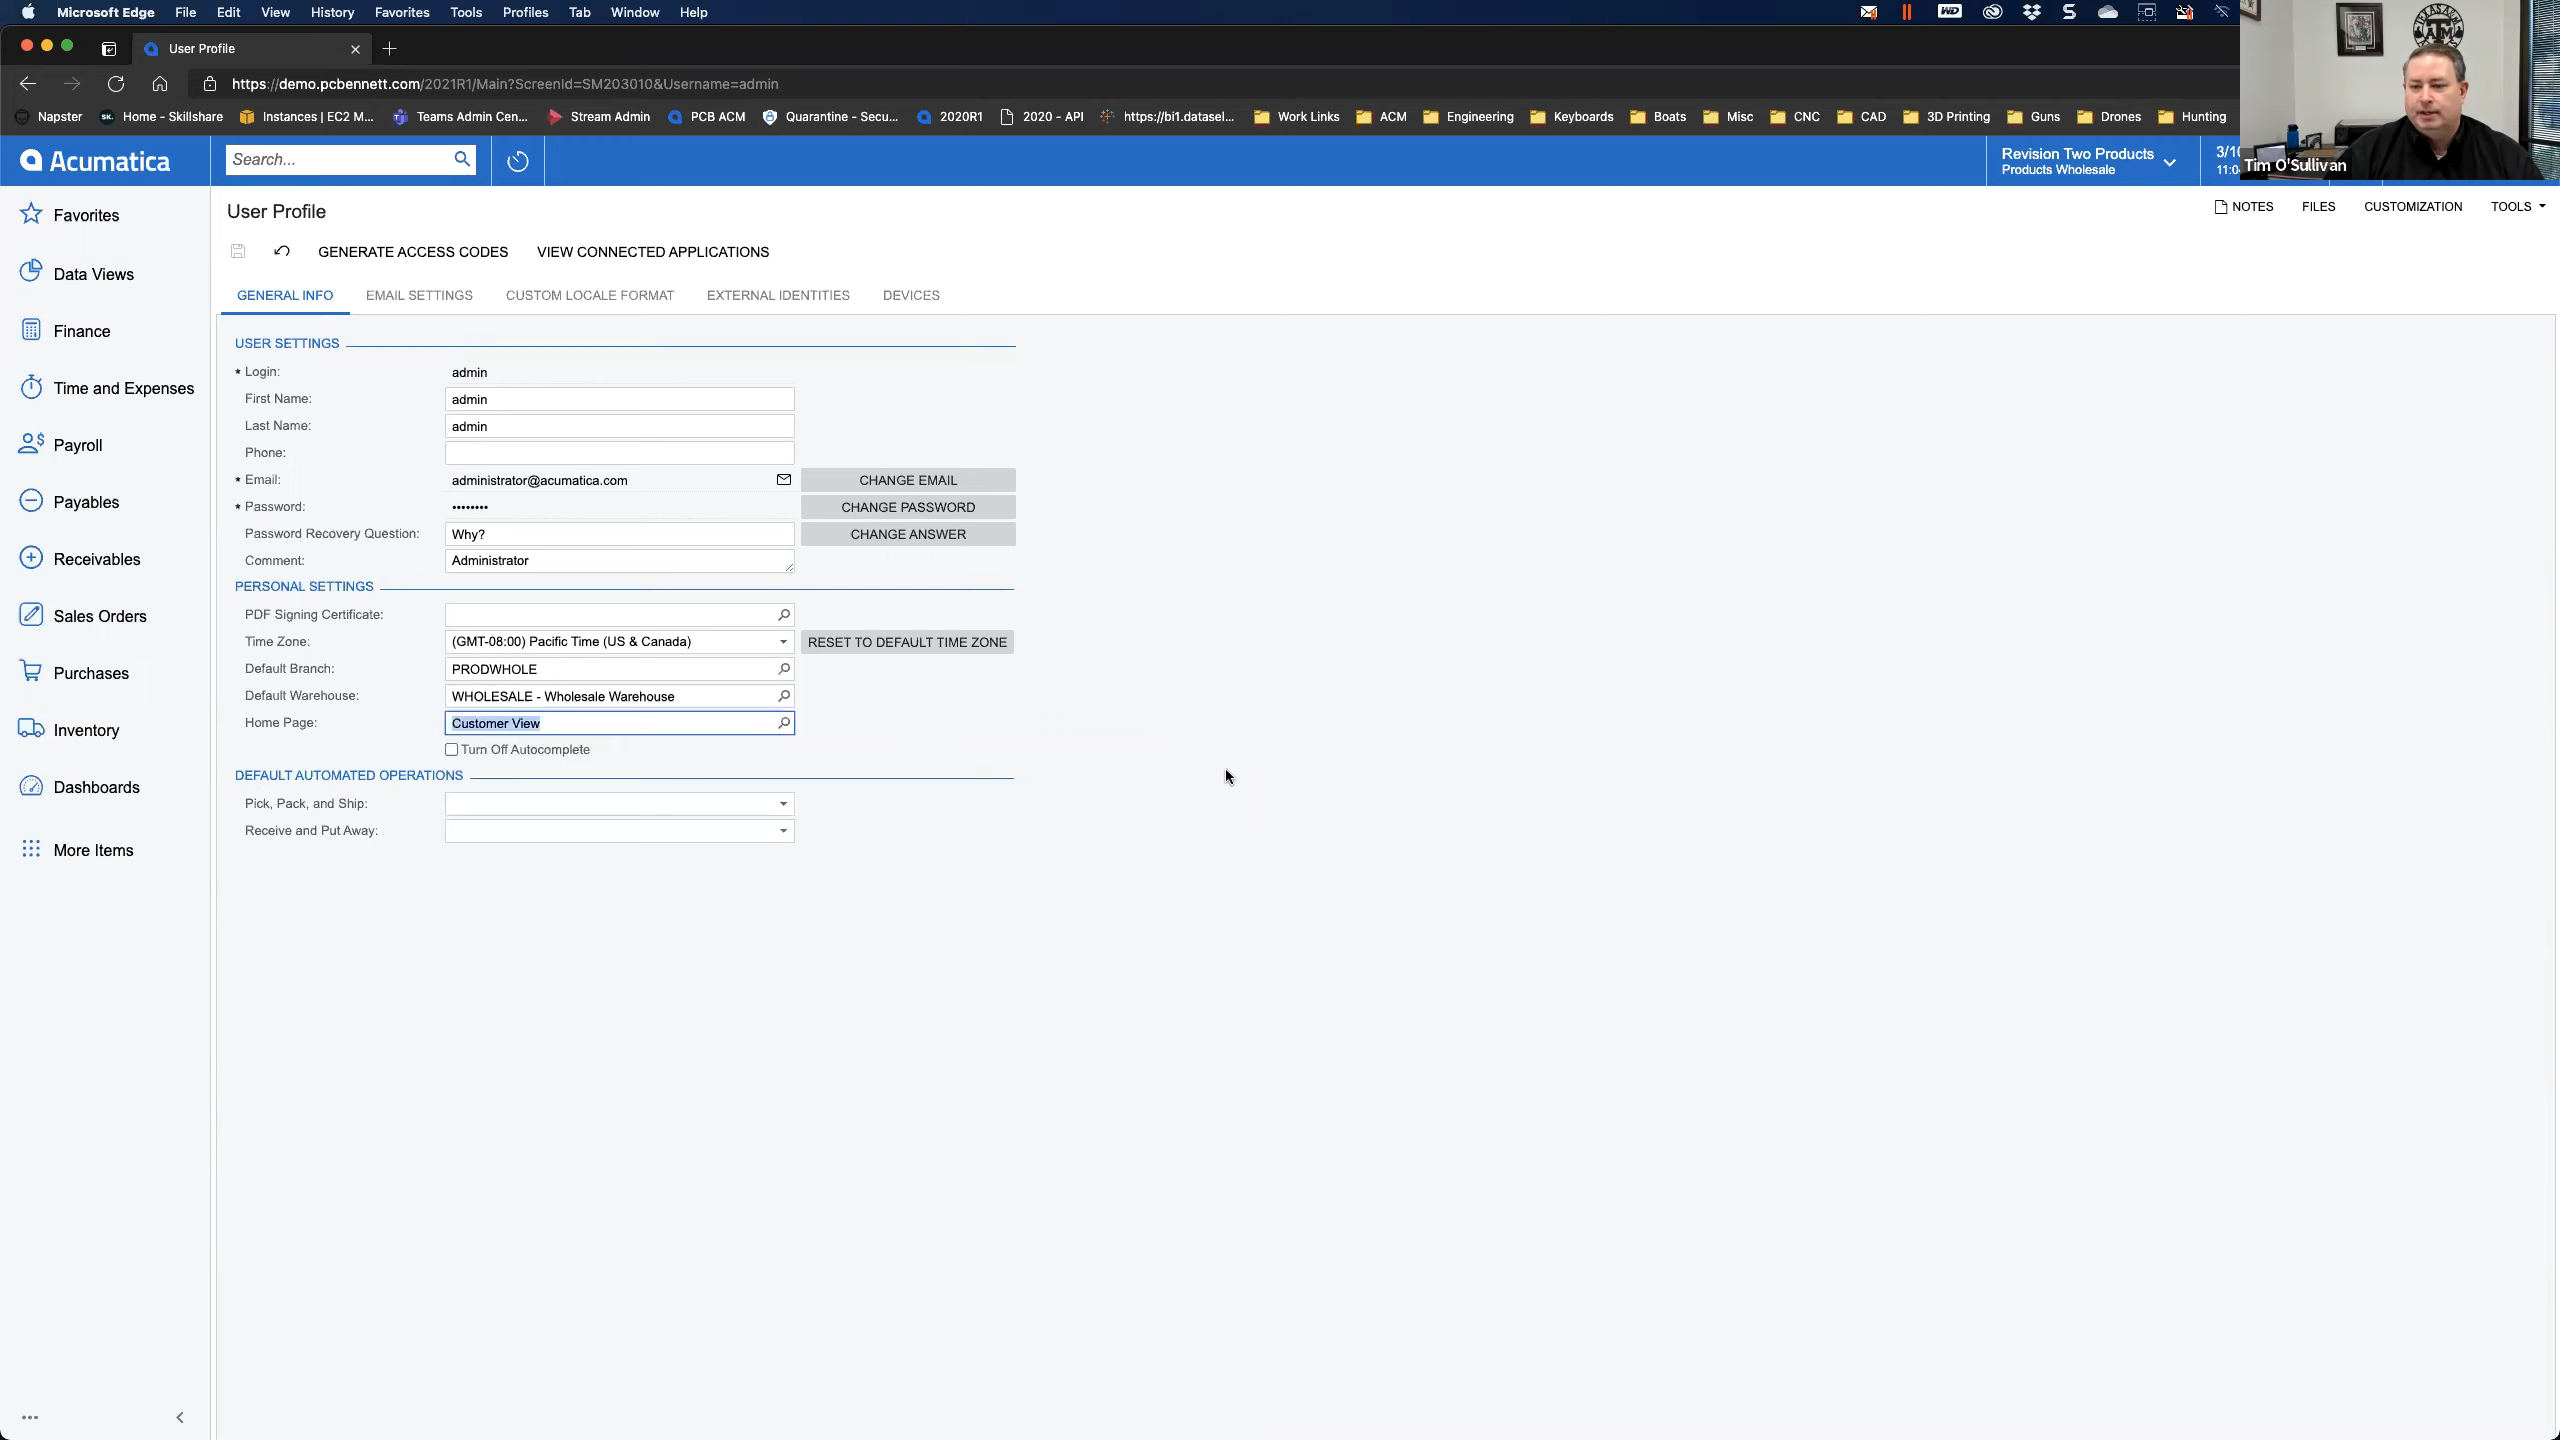 Microsoft Edge File Edit View History Favorites Tools Profiles Tab Window Help
WD
User Profile
https://demo.pcbennett.com/2021R1/Main?ScreenId=SM203010&Username=admin
Napster Home - Skillshare Instances | EC2 M... Teams Admin Cen... Stream Admin PCB ACM Quarantine - Secu... 2020R1 2020 - API https://bi1.datasel... Work Links ACM Engineering Keyboards Boats Misc CNC CAD 3D Printing Guns Drones Hunting
Acumatica
Search...
Revision Two Products
Products Wholesale
3/10
11:0
Tim O'Sullivan
TEXAS A&M
Favorites
Data Views
Finance
Time and Expenses
Payroll
Payables
Receivables
Sales Orders
Purchases
Inventory
Dashboards
More Items
User Profile
NOTES FILES CUSTOMIZATION TOOLS
GENERATE ACCESS CODES VIEW CONNECTED APPLICATIONS
GENERAL INFO EMAIL SETTINGS CUSTOM LOCALE FORMAT EXTERNAL IDENTITIES DEVICES
USER SETTINGS
* Login: admin
First Name: admin
Last Name: admin
Phone:
* Email: administrator@acumatica.com CHANGE EMAIL
* Password: •••••••• CHANGE PASSWORD
Password Recovery Question: Why? CHANGE ANSWER
Comment: Administrator
PERSONAL SETTINGS
PDF Signing Certificate:
Time Zone: (GMT-08:00) Pacific Time (US & Canada) RESET TO DEFAULT TIME ZONE
Default Branch: PRODWHOLE
Default Warehouse: WHOLESALE - Wholesale Warehouse
Home Page: Customer View
Turn Off Autocomplete
DEFAULT AUTOMATED OPERATIONS
Pick, Pack, and Ship:
Receive and Put Away: